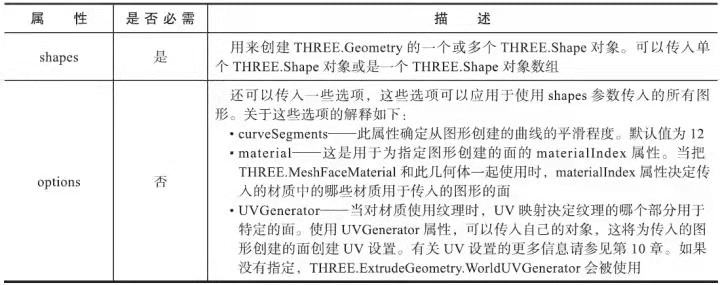 属 性 是否必需 描 述
shapes 是 用来创建 THREE.Geometry 的一个或多个 THREE.Shape 对象。可以传入单
个 THREE.Shape 对象或是一个 THREE.Shape 对象数组
还可以传入一些选项，这些选项可以应用于使用 shapes 参数传入的所有图
形。关于这些选项的解释如下：
• curveSegments——此属性确定从图形创建的曲线的平滑程度。默认值为 12
• material——这是用于为指定图形创建的面的 materialIndex 属性。当把
THREE.MeshFaceMaterial 和此几何体一起使用时，materialIndex 属性决定传
options 否 入的材质中的哪些材质用于传入的图形的面
• UVGenerator——当对材质使用纹理时，UV 映射决定纹理的哪个部分用于
特定的面。使用 UVGenerator 属性，可以传入自己的对象，这将为传入的图
形创建的面创建 UV 设置。有关 UV 设置的更多信息请参见第 10 章。如果
没有指定，THREE.ExtrudeGeometry.WorldUVGenerator 会被使用